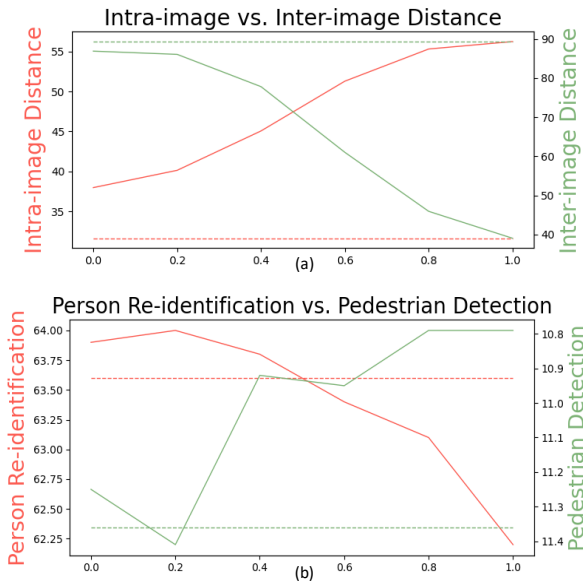 Intra-image vs. Inter-image Distance
Intra-image Distance
55
50
45
40
35
90
80
70
60
50
40
Inter-image Distance
0.0 0.2 0.4 0.6 0.8 1.0
(a)
Person Re-identification vs. Pedestrian Detection
Person Re-identification
64.00
63.75
63.50
63.25
63.00
62.75
62.50
62.25
10.8
10.9
11.0
11.1
11.2
11.3
11.4
Pedestrian Detection
0.0 0.2 0.4 0.6 0.8 1.0
(b)